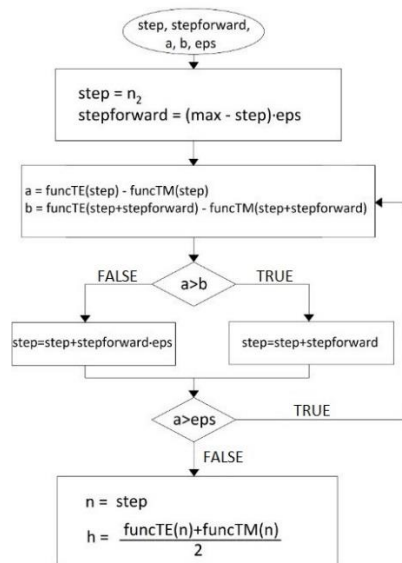 step, stepforward,
a, b, eps
step = n₂
stepforward = (max - step)·eps
a = funcTE(step) - funcTM(step)
b = funcTE(step+stepforward) - funcTM(step+stepforward)
FALSE
TRUE
a>b
step=step+stepforward·eps
step=step+stepforward
a>eps
TRUE
FALSE
n = step
h = funcTE(n)+funcTM(n)
2